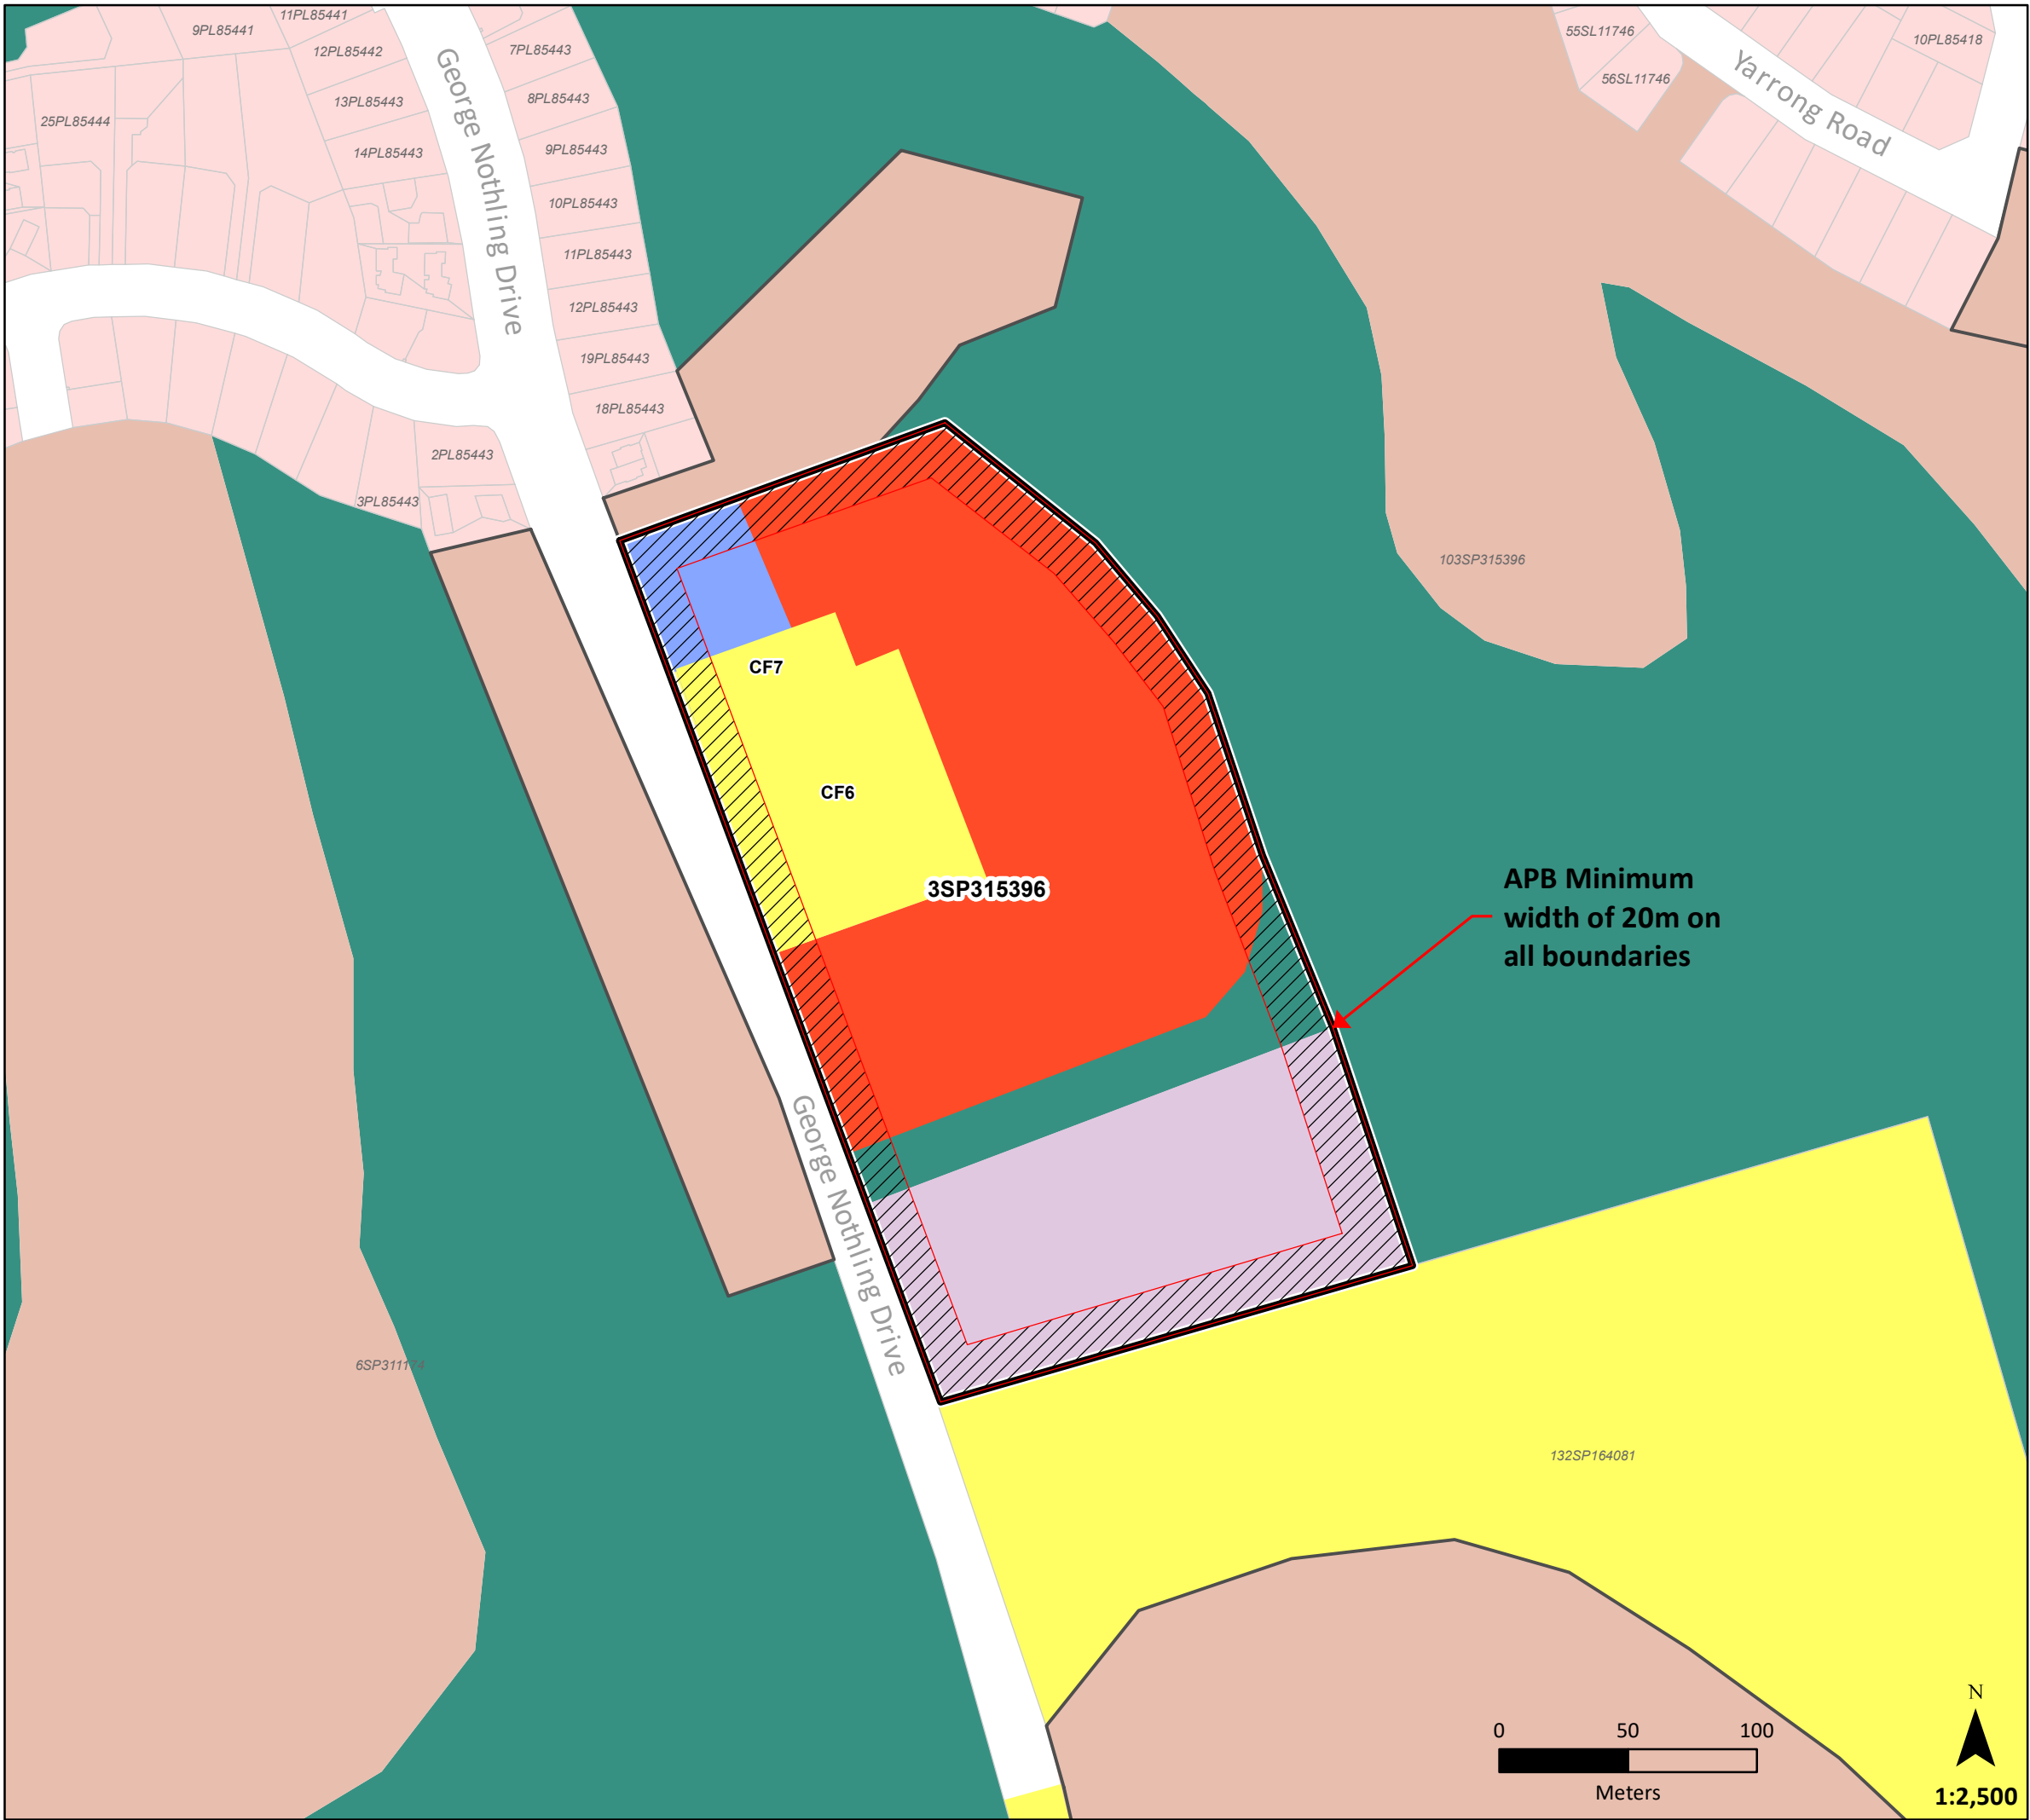 11PL85441
9PL85441
12PL85442
7PL85443
55SL11746
10PL85418
56SL11746
Yarrong Road
13PL85443
8PL85443
25PL85444
14PL85443
9PL85443
George Nothling Drive
10PL85443
11PL85443
12PL85443
19PL85443
18PL85443
2PL85443
3PL85443
103SP315396
CF7
CF6
3SP315396
APB Minimum
width of 20m on
all boundaries
George Nothling Drive
6SP311174
132SP164081
N
0 50 100
Meters
1:2,500